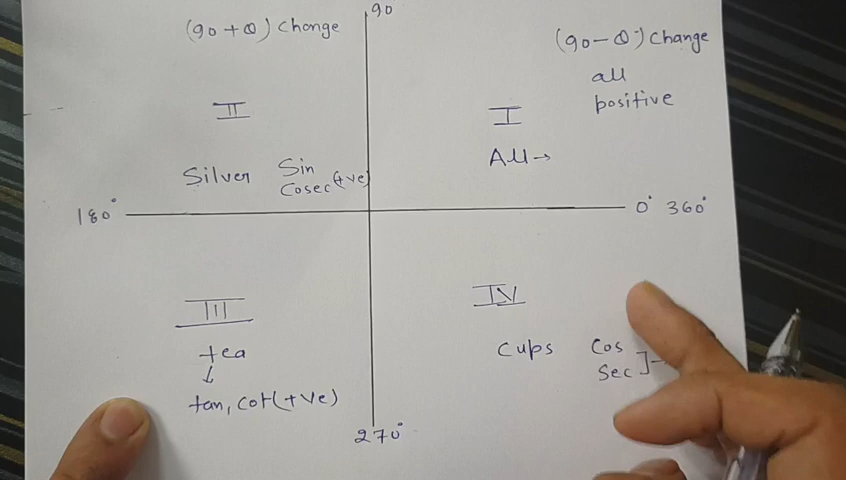 90
(90+θ) Change
(90-θ) Change
all
positive
II
I
All→
Silver Sin
Cosec(+ve)
180°
0° 360°
III
IV
tea
↓
tan, cot(+ve)
Cups Cos
Sec ]→
270°